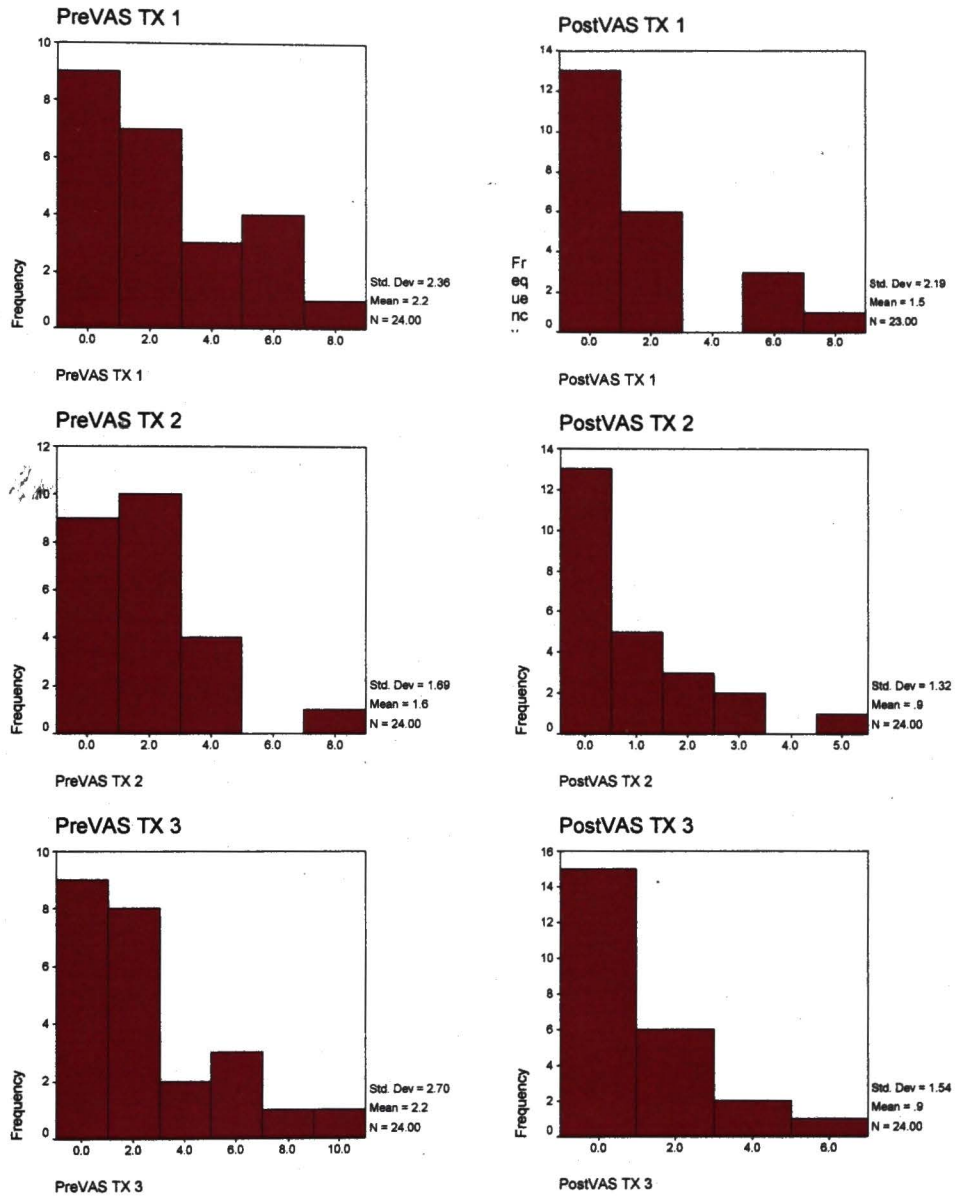 PreVAS TX 1
10
8
6
4
2
0
Frequency
0.0 2.0 4.0 6.0 8.0
Std. Dev = 2.36
Mean = 2.2
N = 24.00
PreVAS TX 1
PostVAS TX 1
14
12
10
8
6
4
2
0
Fr
eq
ue
nc
0.0 2.0 4.0 6.0 8.0
Std. Dev = 2.19
Mean = 1.5
N = 23.00
PostVAS TX 1
PreVAS TX 2
12
10
8
6
4
2
0
Frequency
0.0 2.0 4.0 6.0 8.0
Std. Dev = 1.69
Mean = 1.6
N = 24.00
PreVAS TX 2
PostVAS TX 2
14
12
10
8
6
4
2
0
Frequency
0.0 1.0 2.0 3.0 4.0 5.0
Std. Dev = 1.32
Mean = .9
N = 24.00
PostVAS TX 2
PreVAS TX 3
10
8
6
4
2
0
Frequency
0.0 2.0 4.0 6.0 8.0 10.0
Std. Dev = 2.70
Mean = 2.2
N = 24.00
PreVAS TX 3
PostVAS TX 3
16
14
12
10
8
6
4
2
0
Frequency
0.0 2.0 4.0 6.0
Std. Dev = 1.54
Mean = .9
N = 24.00
PostVAS TX 3